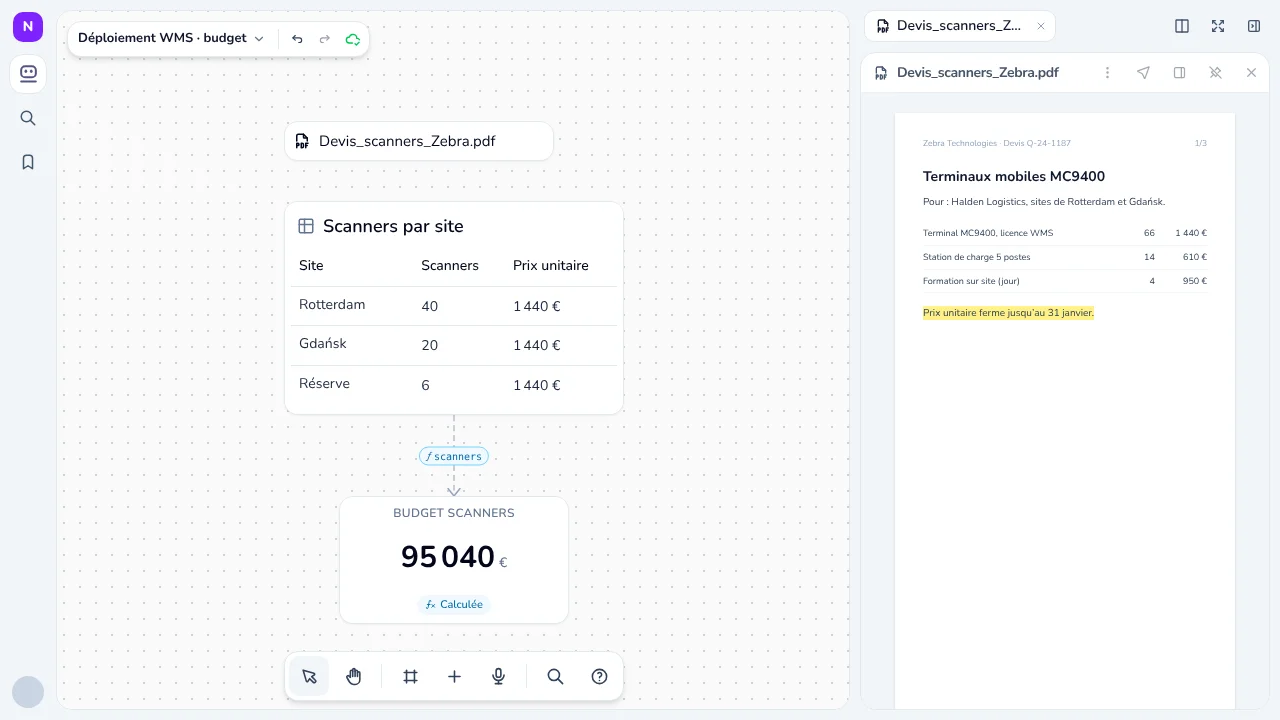 N
Déploiement WMS · budget
Devis_scanners_Zebra.pdf
Scanners par site
Site Scanners Prix unitaire
Rotterdam 40 1 440 €
Gdańsk 20 1 440 €
Réserve 6 1 440 €
ƒ scanners
BUDGET SCANNERS
95 040 €
ƒx Calculée
PDF Devis_scanners_Z...
PDF Devis_scanners_Zebra.pdf
Zebra Technologies · Devis Q-24-1187 1/3
Terminaux mobiles MC9400
Pour : Halden Logistics, sites de Rotterdam et Gdańsk.
Terminal MC9400, licence WMS 66 1 440 €
Station de charge 5 postes 14 610 €
Formation sur site (jour) 4 950 €
Prix unitaire ferme jusqu’au 31 janvier.